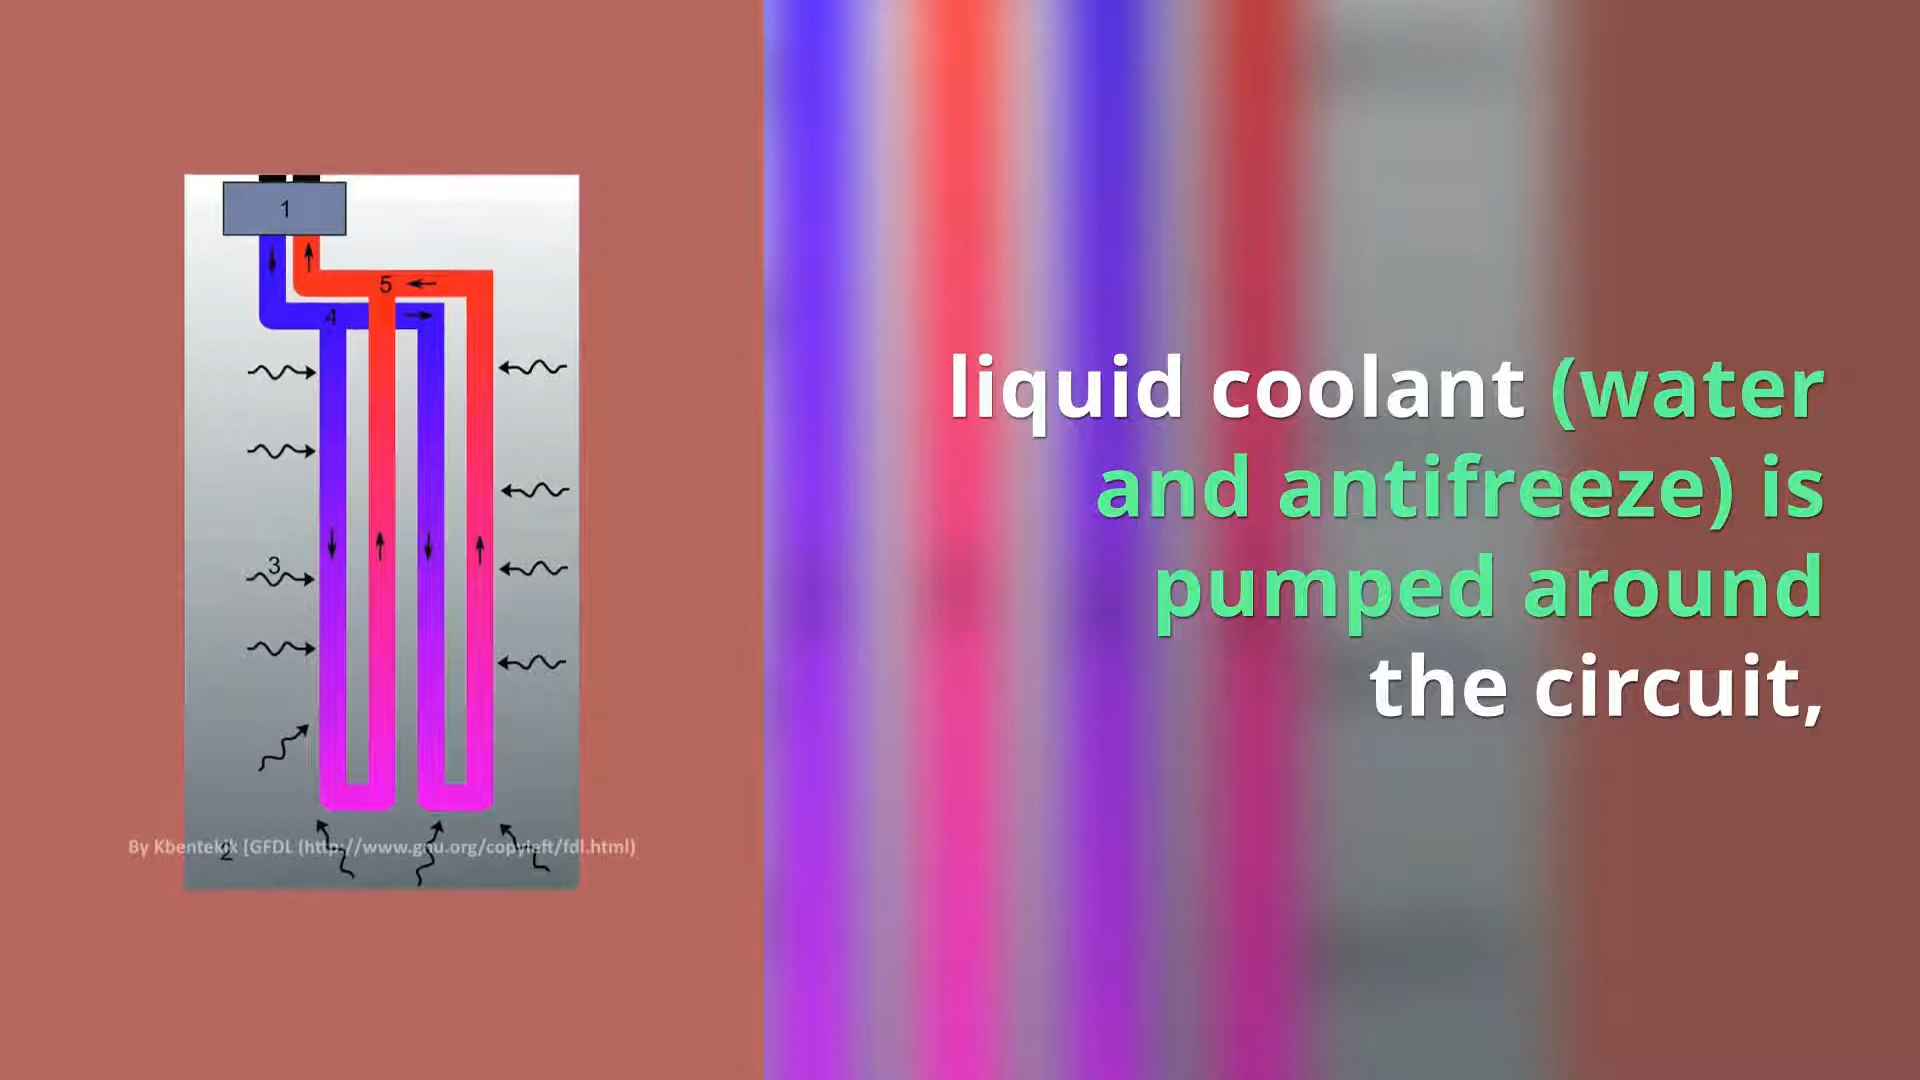 1
5
4
3
By Kbentekik [GFDL (http://www.gnu.org/copyleft/fdl.html)
2
liquid coolant (water
and antifreeze) is
pumped around
the circuit,